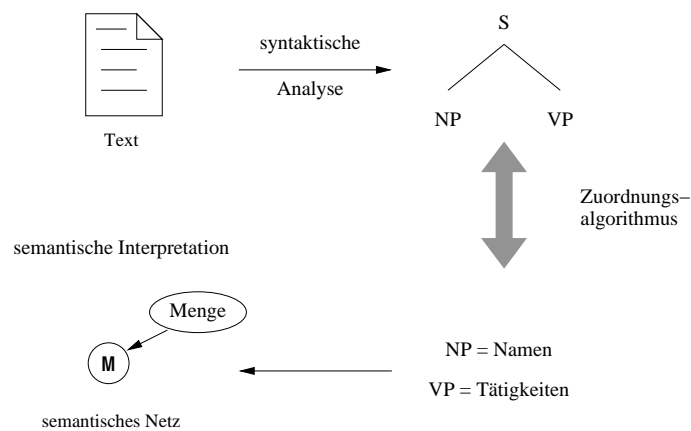 S
syntaktische
Analyse
NP VP
Text
Zuordnungs–
algorithmus
semantische Interpretation
Menge
M
NP = Namen
VP = Tätigkeiten
semantisches Netz